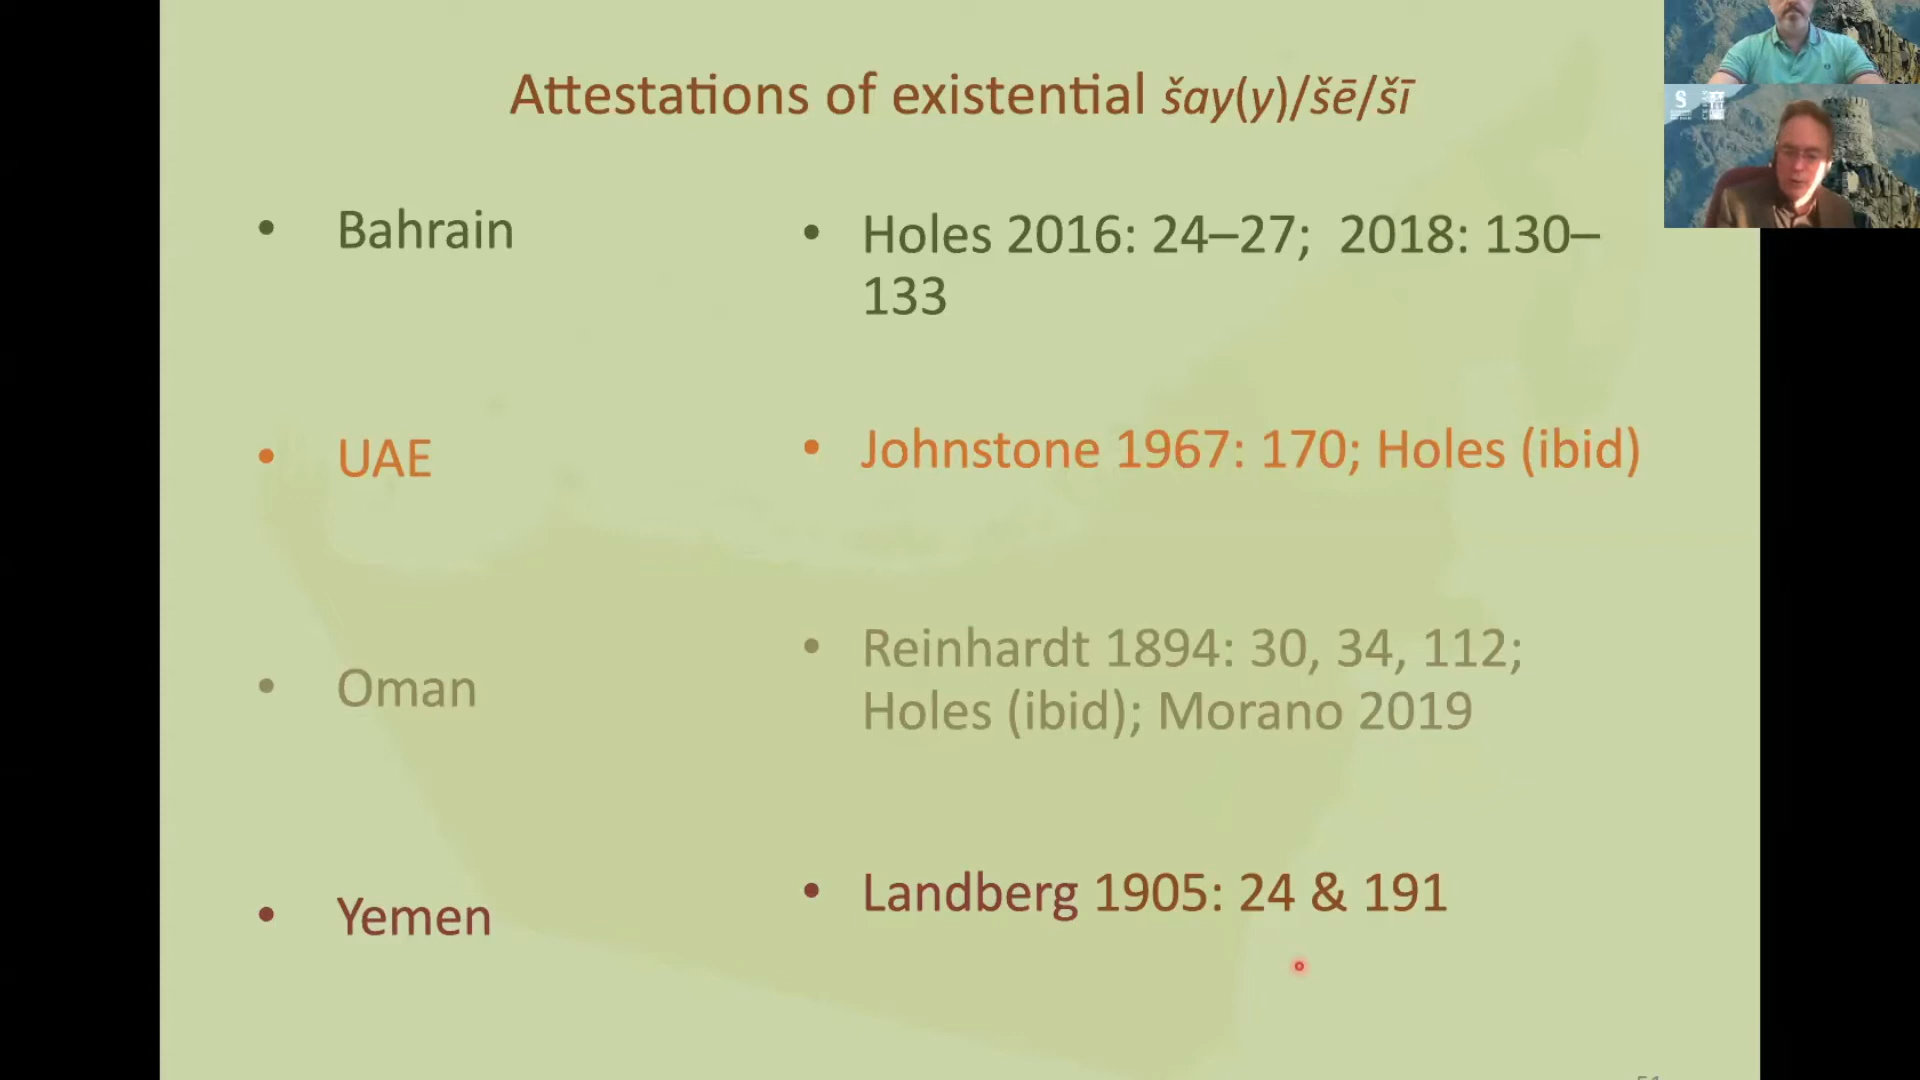 Attestations of existential šay(y)/šē/šī
• Bahrain
• Holes 2016: 24–27;  2018: 130–
133
• UAE
• Johnstone 1967: 170; Holes (ibid)
• Oman
• Reinhardt 1894: 30, 34, 112;
Holes (ibid); Morano 2019
• Yemen
• Landberg 1905: 24 & 191